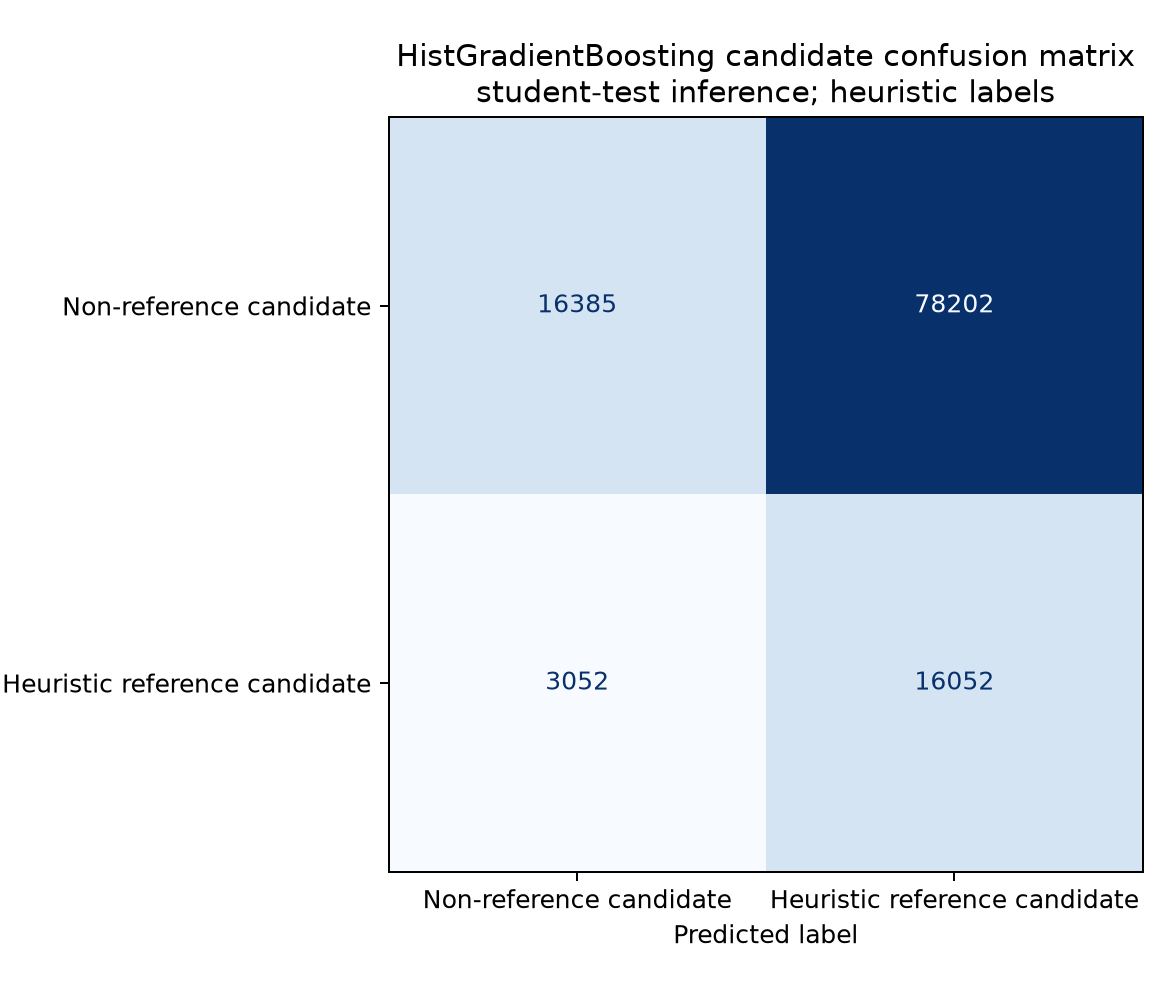 HistGradientBoosting candidate confusion matrix
student-test inference; heuristic labels
Non-reference candidate
16385
78202
Heuristic reference candidate
3052
16052
Non-reference candidate
Heuristic reference candidate
Predicted label